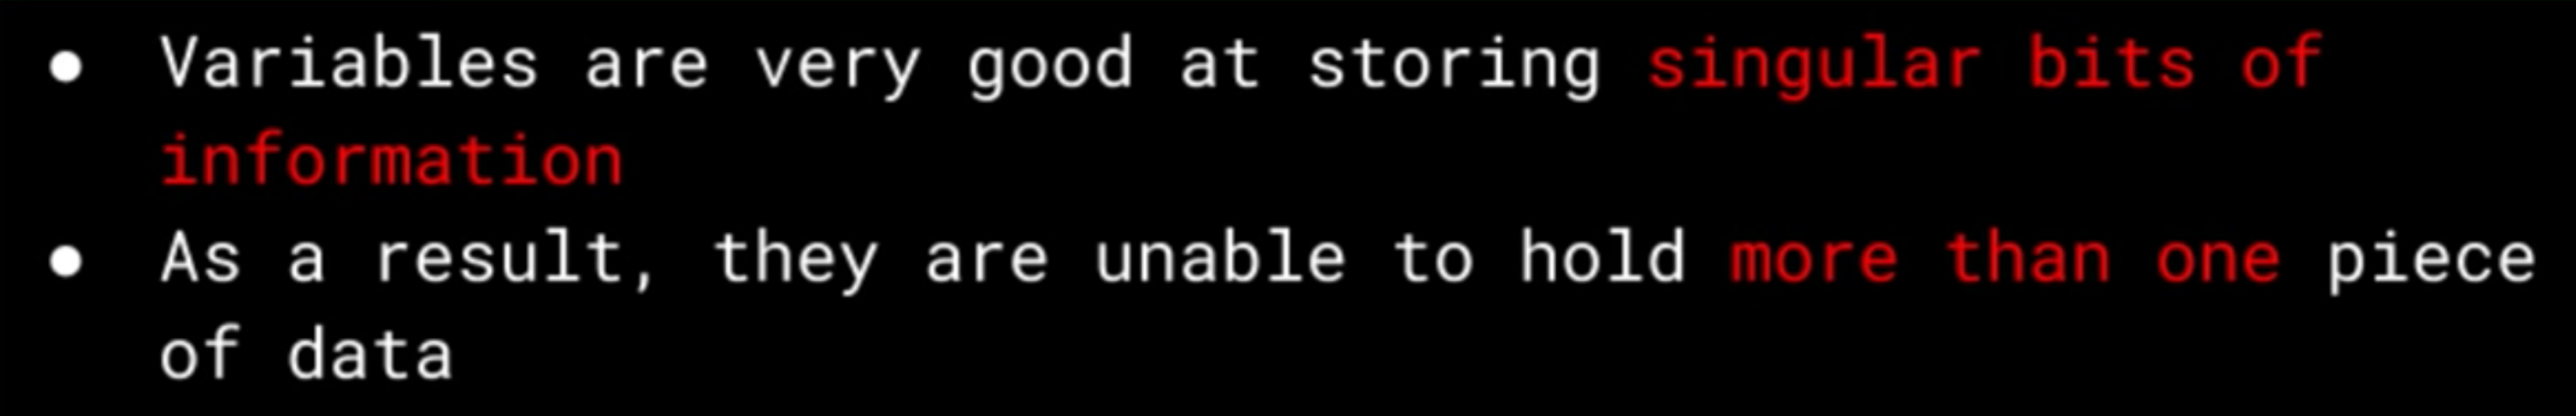 ● Variables are very good at storing singular bits of
information
● As a result, they are unable to hold more than one piece
of data